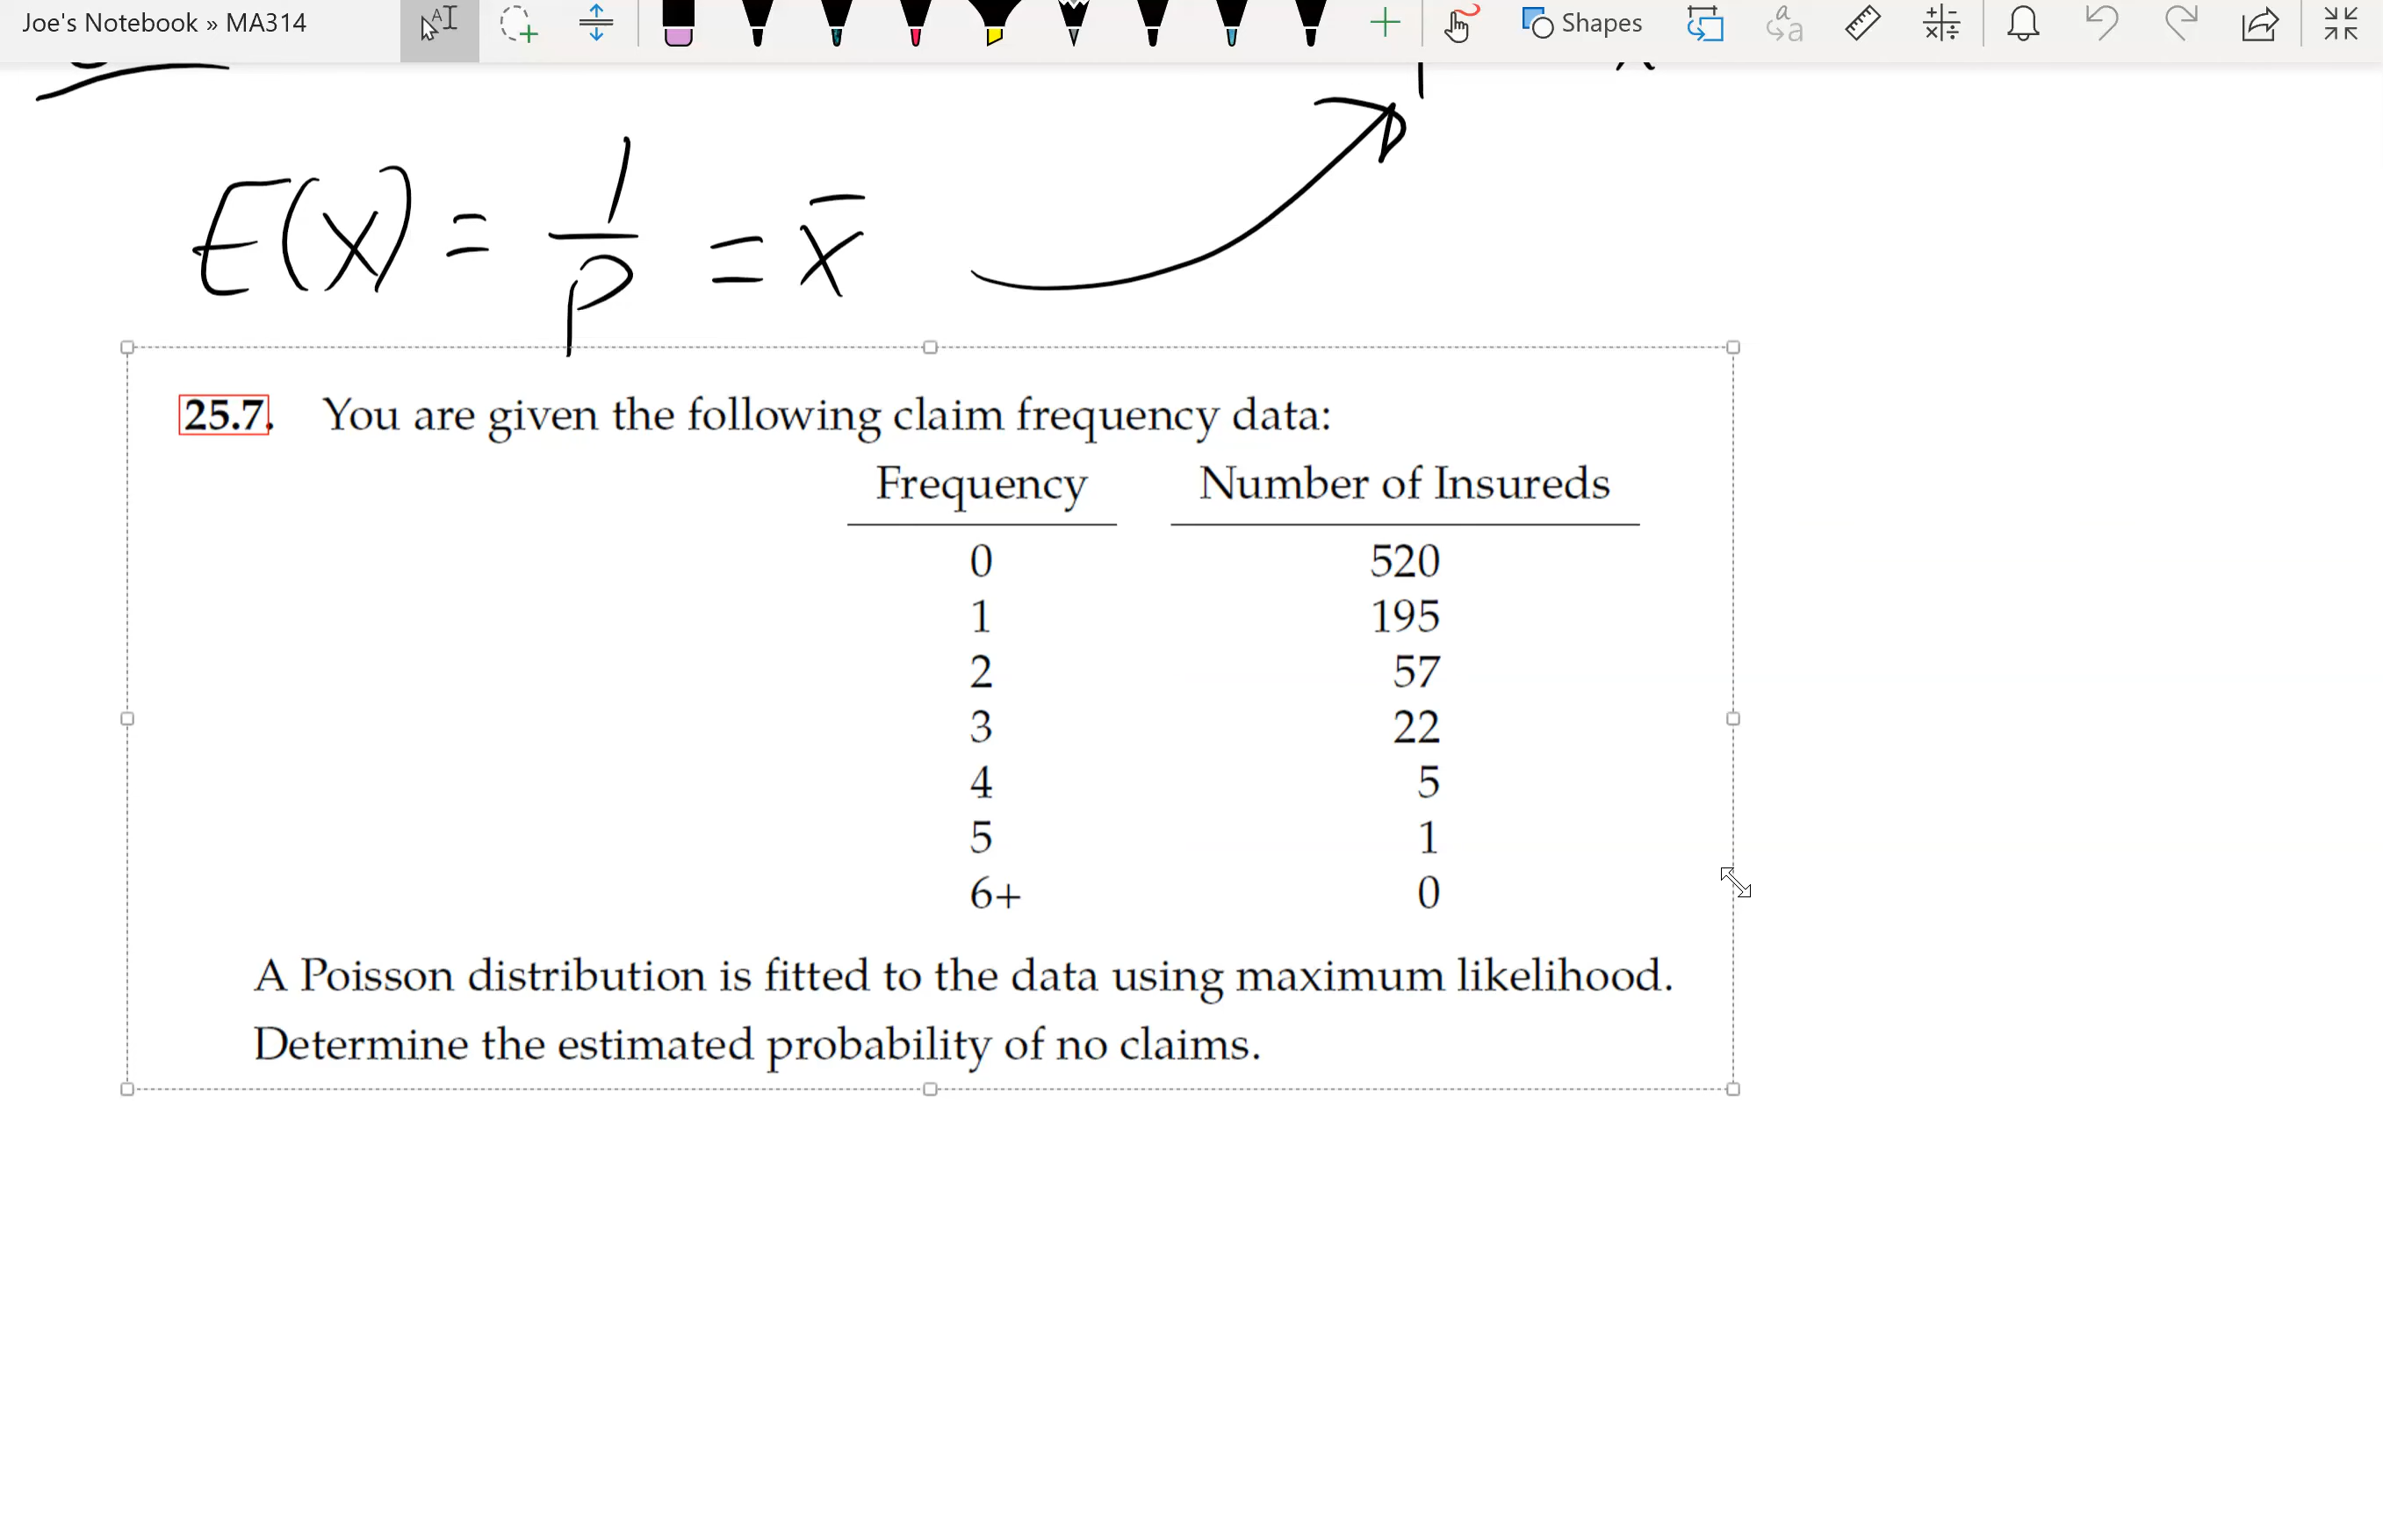 Joe's Notebook » MA314
Shapes
E(X) = 1/p = x̄
25.7. You are given the following claim frequency data:
Frequency Number of Insureds
0 520
1 195
2 57
3 22
4 5
5 1
6+ 0
A Poisson distribution is fitted to the data using maximum likelihood.
Determine the estimated probability of no claims.